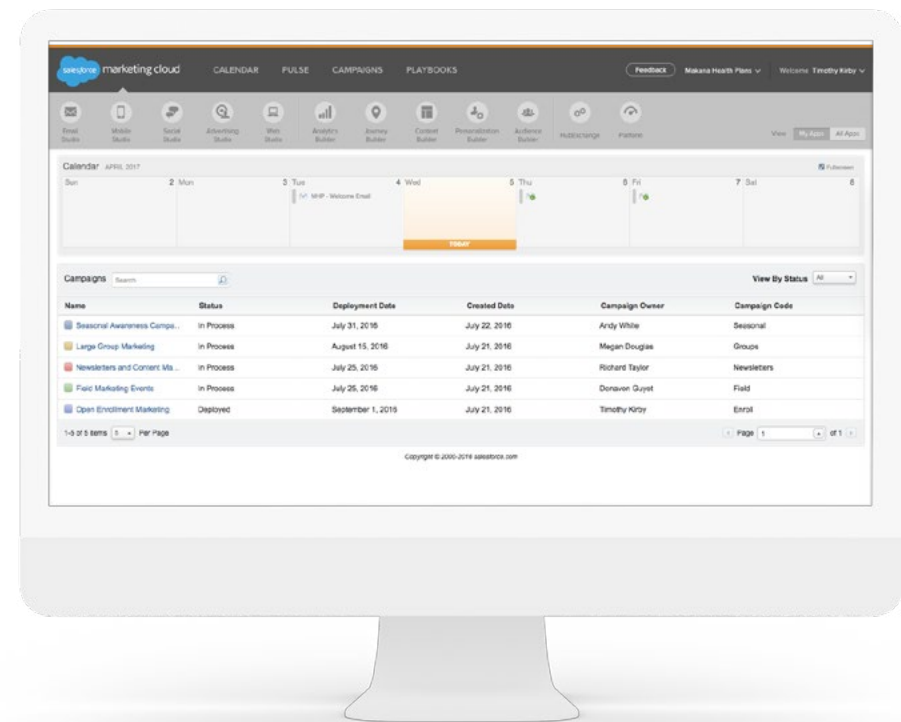 salesforce marketing cloud CALENDAR PULSE CAMPAIGNS PLAYBOOKS Feedback Makana Health Plans Welcome Timothy Kirby
Email Studio
Mobile Studio
Social Studio
Advertising Studio
Web Studio
Analytics Builder
Journey Builder
Content Builder
Personalization Builder
Audience Builder
HubExchange
Platform
View My Apps All Apps
Calendar APRIL 2017 Fullscreen
Sun 2 Mon 3 Tue 4 Wed 5 Thu 6 Fri 7 Sat 8
MHP - Welcome Email
TODAY
Campaigns Search View By Status All
Name Status Deployment Date Created Date Campaign Owner Campaign Code
Seasonal Awareness Campa... In Process July 31, 2016 July 22, 2016 Andy White Seasonal
Large Group Marketing In Process August 15, 2016 July 21, 2016 Megan Douglas Groups
Newsletters and Content Ma... In Process July 25, 2016 July 21, 2016 Richard Taylor Newsletters
Field Marketing Events In Process July 25, 2016 July 21, 2016 Donavon Guyot Field
Open Enrollment Marketing Deployed September 1, 2016 July 21, 2016 Timothy Kirby Enroll
1-5 of 5 items 5 Per Page Page 1 of 1
Copyright © 2000-2016 salesforce.com